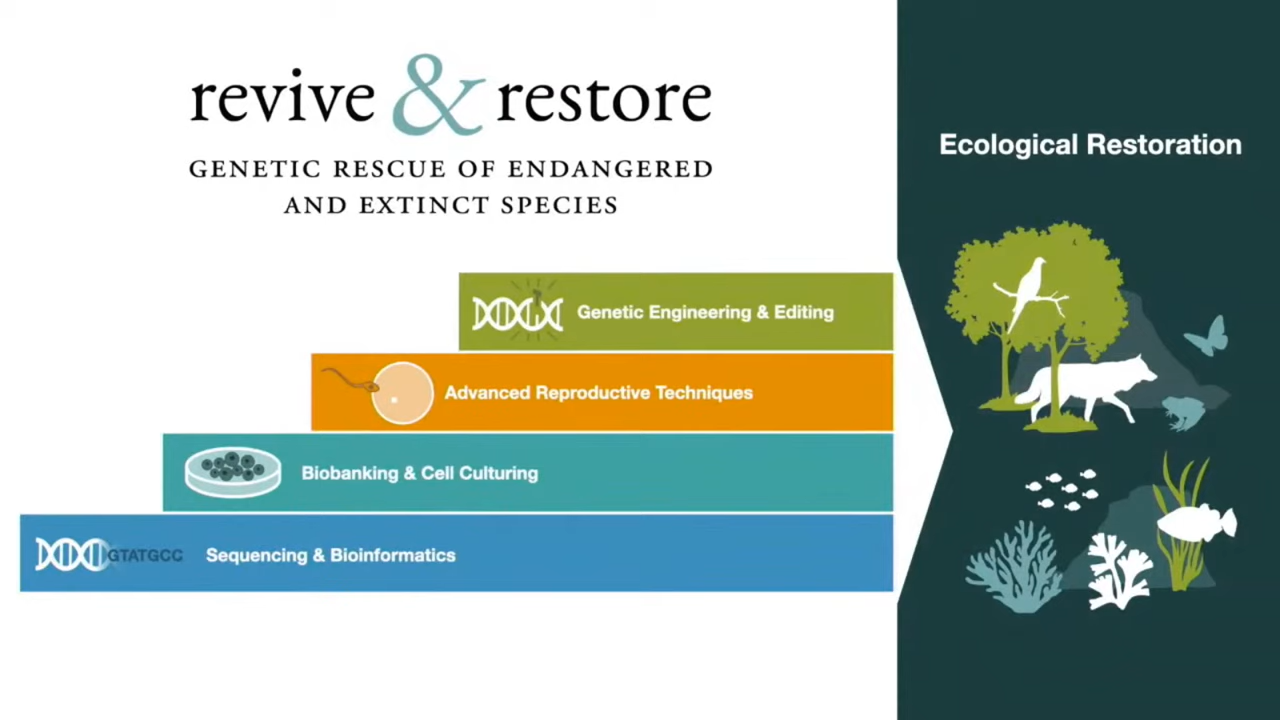 revive & restore
GENETIC RESCUE OF ENDANGERED
AND EXTINCT SPECIES
Ecological Restoration
Genetic Engineering & Editing
Advanced Reproductive Techniques
Biobanking & Cell Culturing
GTATGCC Sequencing & Bioinformatics